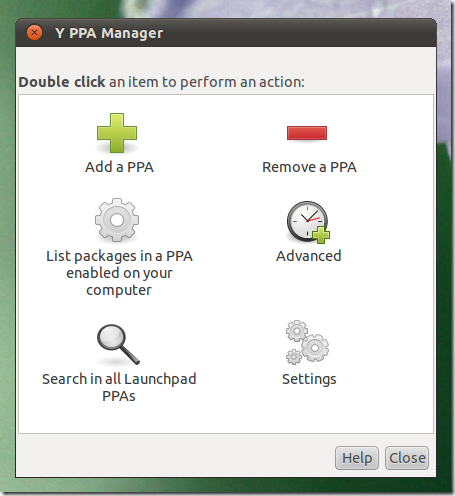 Y PPA Manager
Double click an item to perform an action:
Add a PPA
Remove a PPA
List packages in a PPA
enabled on your
computer
Advanced
Search in all Launchpad
PPAs
Settings
Help
Close